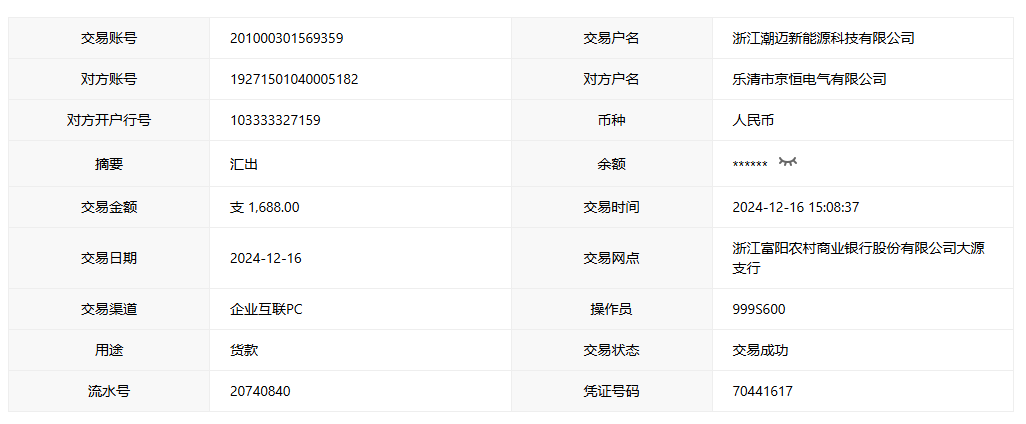 交易账号 201000301569359 交易户名 浙江潮迈新能源科技有限公司
对方账号 19271501040005182 对方户名 乐清市京恒电气有限公司
对方开户行号 103333327159 币种 人民币
摘要 汇出 余额 ******
交易金额 支 1,688.00 交易时间 2024-12-16 15:08:37
交易日期 2024-12-16 交易网点 浙江富阳农村商业银行股份有限公司大源
支行
交易渠道 企业互联PC 操作员 999S600
用途 货款 交易状态 交易成功
流水号 20740840 凭证号码 70441617